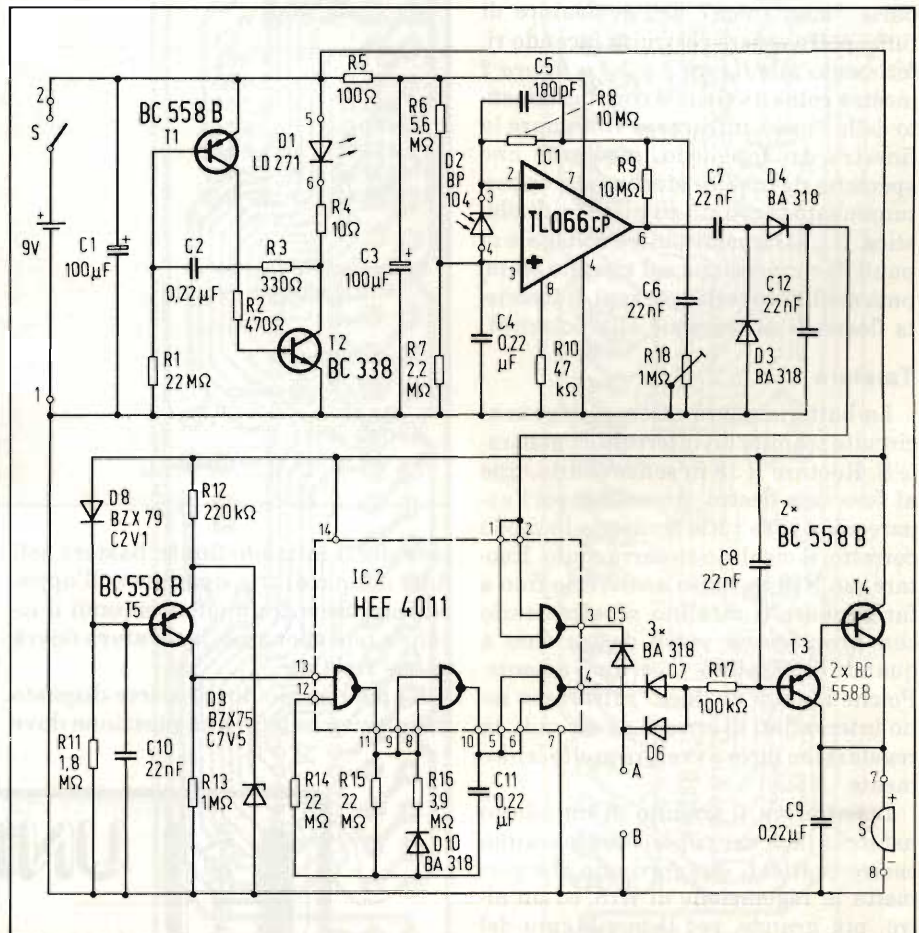 R5
100Ω
2
S
BC 558 B
T1
5
D1
LD 271
6
R4
10Ω
R6
5,6
MΩ
D2
BP
104
C5
180pF
R8
10MΩ
IC1
2
3
7
R9
10MΩ
TL066CP
6
4
3
8
4
C7
22nF
D4
BA 318
+
9V
C1
100μF
C2
0,22μF
R3
330Ω
R2
470Ω
C3
100μF
C6
22nF
C12
22nF
T2
BC 338
C4
0,22
μF
R1
22MΩ
R7
2,2
MΩ
R10
47
kΩ
R18
1MΩ
D3
BA318
1
D8
BZX 79
C2V1
R12
220kΩ
BC 558 B
T5
14
1
2
IC 2
HEF 4011
C8
22nF
2×
BC 558 B
T4
3
D5
3×
BA 318
D7
R17
100kΩ
T3
2x BC
558 B
13
12
4
D9
BZX75
C7V5
11
9
8
10
5
6
7
D6
R11
1,8
MΩ
C10
22nF
R13
1MΩ
R14
22
MΩ
R15
22
MΩ
R16
3,9
MΩ
C11
0,22μF
D10
BA 318
A
B
C9
0,22μF
7
+
S
8